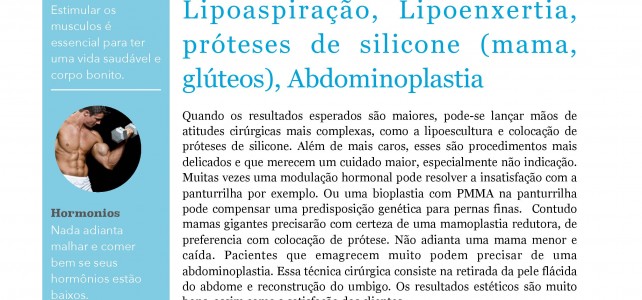 Estimular os
musculos é
essencial para ter
uma vida saudável e
corpo bonito.
Hormonios
Nada adianta
malhar e comer
bem se seus
hormônios estão
baixos.
Lipoaspiração, Lipoenxertia,
próteses de silicone (mama,
glúteos), Abdominoplastia
Quando os resultados esperados são maiores, pode-se lançar mãos de
atitudes cirúrgicas mais complexas, como a lipoescultura e colocação de
próteses de silicone. Além de mais caros, esses são procedimentos mais
delicados e que merecem um cuidado maior, especialmente não indicação.
Muitas vezes uma modulação hormonal pode resolver a insatisfação com a
panturrilha por exemplo. Ou uma bioplastia com PMMA na panturrilha
pode compensar uma predisposição genética para pernas finas. Contudo
mamas gigantes precisarão com certeza de uma mamoplastia redutora, de
preferencia com colocação de prótese. Não adianta uma mama menor e
caída. Pacientes que emagrecem muito podem precisar de uma
abdominoplastia. Essa técnica cirúrgica consiste na retirada da pele flácida
do abdome e reconstrução do umbigo. Os resultados estéticos são muito